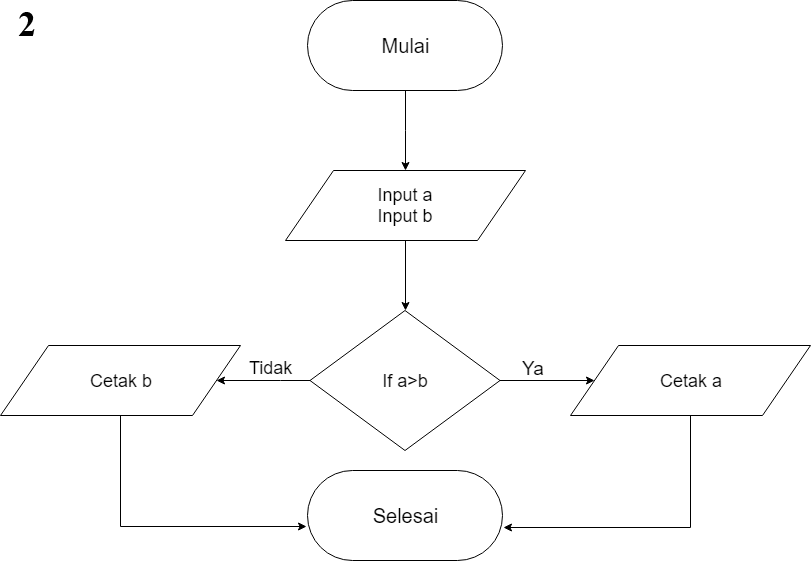 2
Mulai
Input a
Input b
If a>b
Tidak
Ya
Cetak b
Cetak a
Selesai